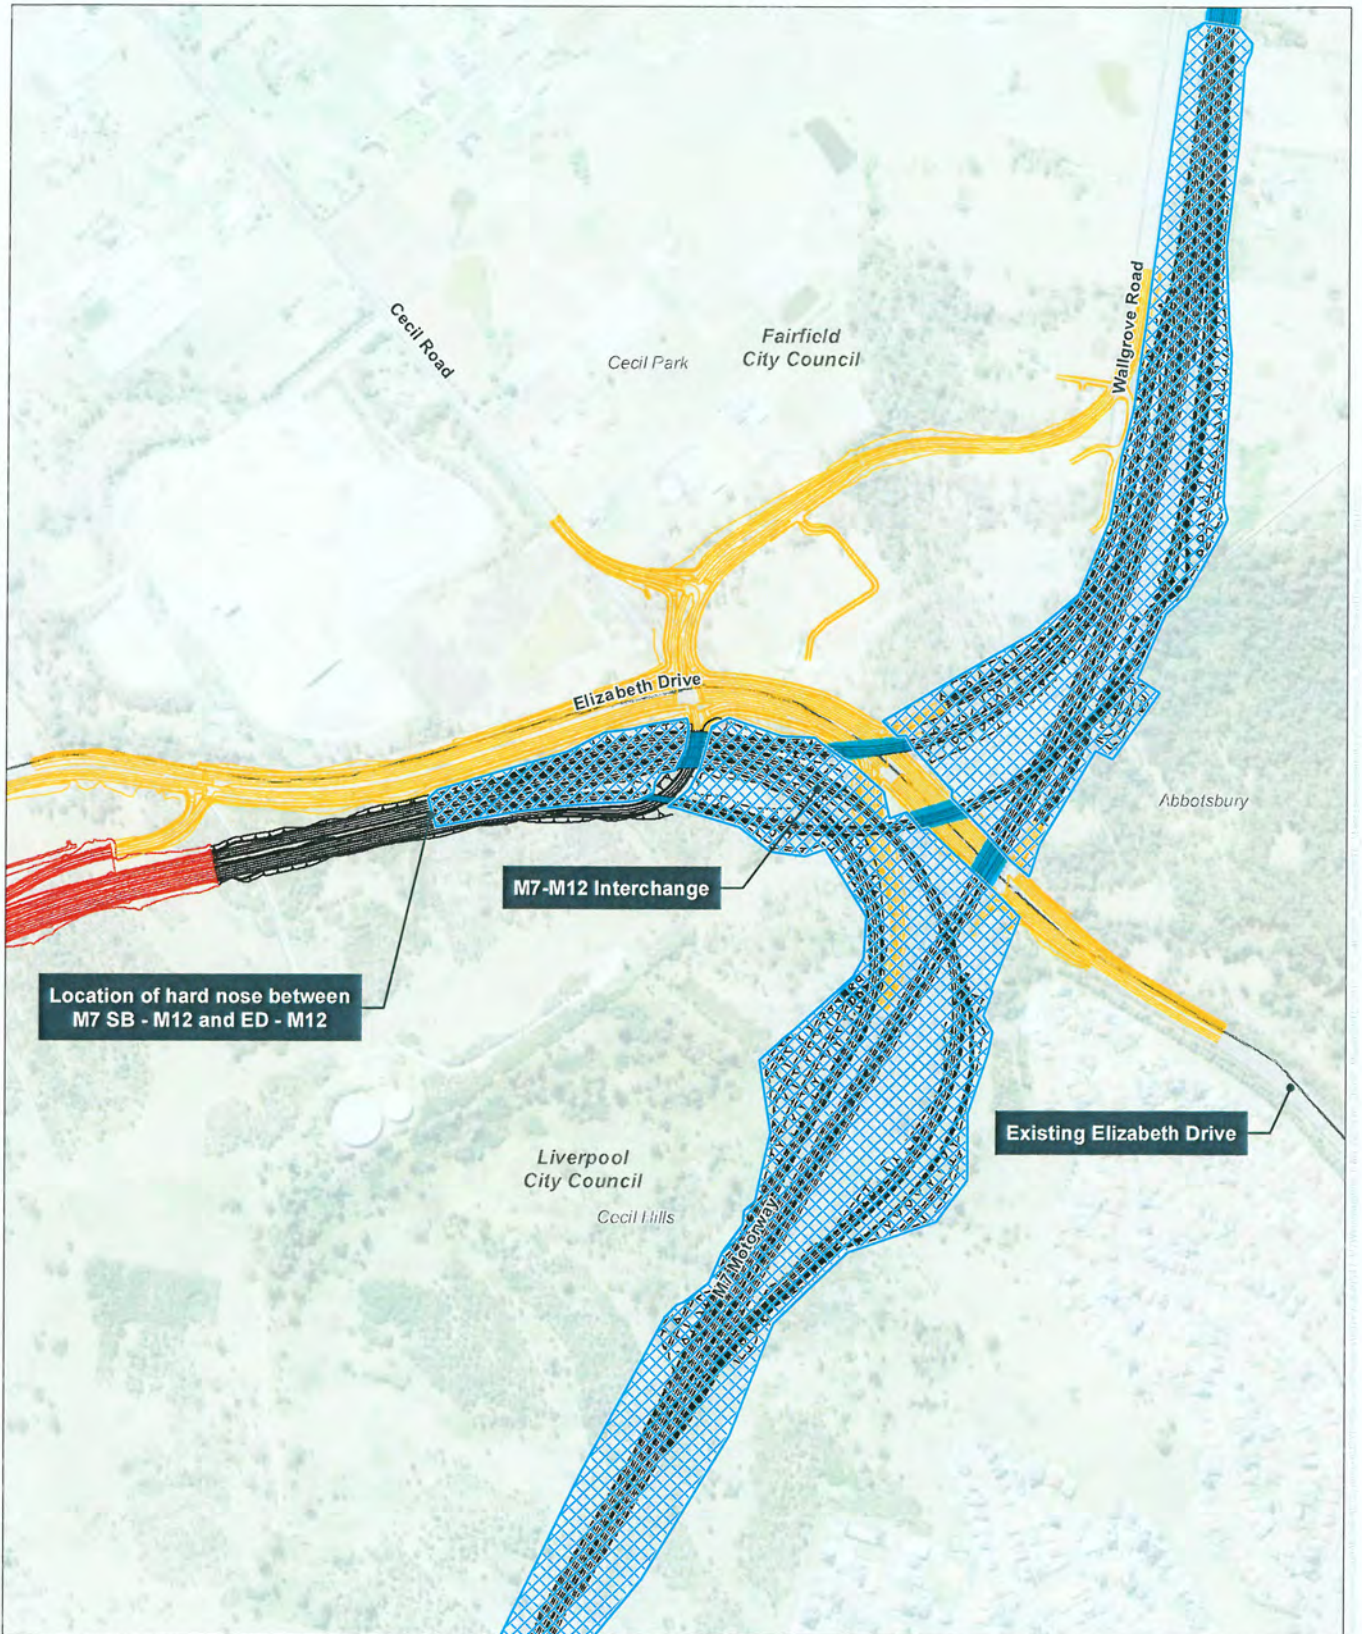 Cecil Road
Cecil Park
Fairfield
City Council
Wallgrove Road
Elizabeth Drive
Abbotsbury
M7-M12 Interchange
Location of hard nose between
M7 SB - M12 and ED - M12
Existing Elizabeth Drive
Liverpool
City Council
Cecil Hills
M7 Motorway